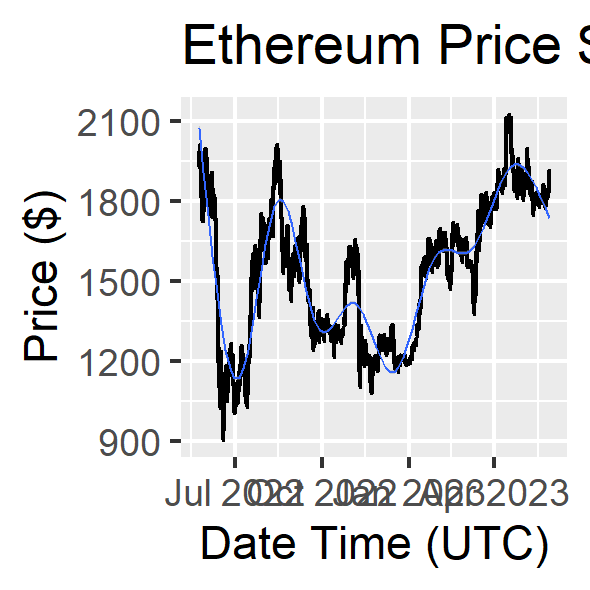 Ethereum Price S
2100
1800
1500
1200
900
Price ($)
Jul 2022 Oct 2022 Jan 2023 Apr 2023
Date Time (UTC)